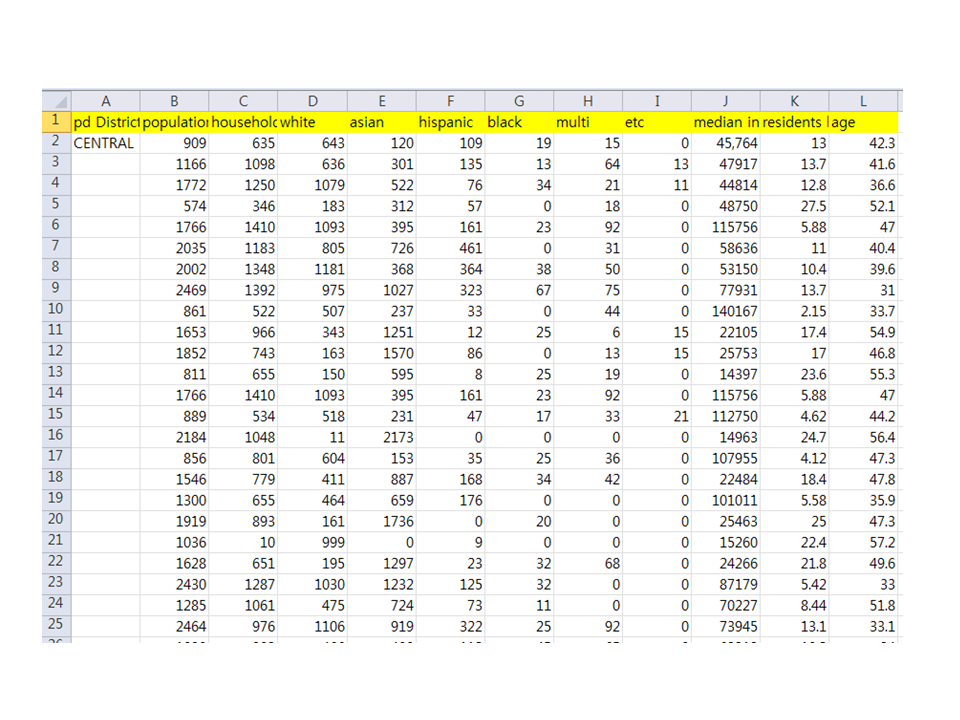 A B C D E F G H I J K L
1 pd District population househol white asian hispanic black multi etc median in residents age
2 CENTRAL 909 635 643 120 109 19 15 0 45,764 13 42.3
3 1166 1098 636 301 135 13 64 13 47917 13.7 41.6
4 1772 1250 1079 522 76 34 21 11 44814 12.8 36.6
5 574 346 183 312 57 0 18 0 48750 27.5 52.1
6 1766 1410 1093 395 161 23 92 0 115756 5.88 47
7 2035 1183 805 726 461 0 31 0 58636 11 40.4
8 2002 1348 1181 368 364 38 50 0 53150 10.4 39.6
9 2469 1392 975 1027 323 67 75 0 77931 13.7 31
10 861 522 507 237 33 0 44 0 140167 2.15 33.7
11 1653 966 343 1251 12 25 6 15 22105 17.4 54.9
12 1852 743 163 1570 86 0 13 15 25753 17 46.8
13 811 655 150 595 8 25 19 0 14397 23.6 55.3
14 1766 1410 1093 395 161 23 92 0 115756 5.88 47
15 889 534 518 231 47 17 33 21 112750 4.62 44.2
16 2184 1048 11 2173 0 0 0 0 14963 24.7 56.4
17 856 801 604 153 35 25 36 0 107955 4.12 47.3
18 1546 779 411 887 168 34 42 0 22484 18.4 47.8
19 1300 655 464 659 176 0 0 0 101011 5.58 35.9
20 1919 893 161 1736 0 20 0 0 25463 25 47.3
21 1036 10 999 0 9 0 0 0 15260 22.4 57.2
22 1628 651 195 1297 23 32 68 0 24266 21.8 49.6
23 2430 1287 1030 1232 125 32 0 0 87179 5.42 33
24 1285 1061 475 724 73 11 0 0 70227 8.44 51.8
25 2464 976 1106 919 322 25 92 0 73945 13.1 33.1